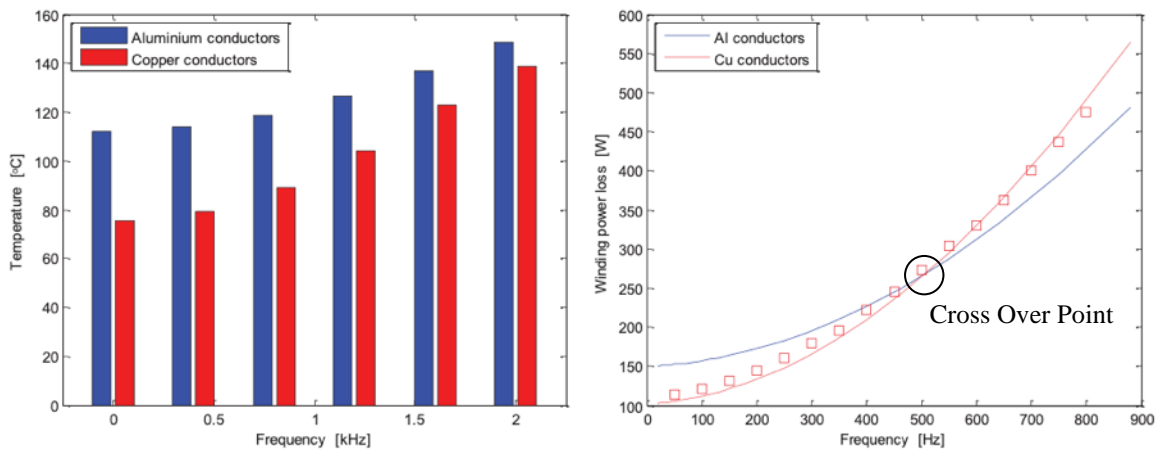 160
140
120
100
80
60
40
20
0
Temperature [ºC]
Aluminium conductors
Copper conductors
0 0.5 1 1.5 2
Frequency [kHz]
600
550
500
450
400
350
300
250
200
150
100
Winding power loss [W]
Al conductors
Cu conductors
Cross Over Point
0 100 200 300 400 500 600 700 800 900
Frequency [Hz]